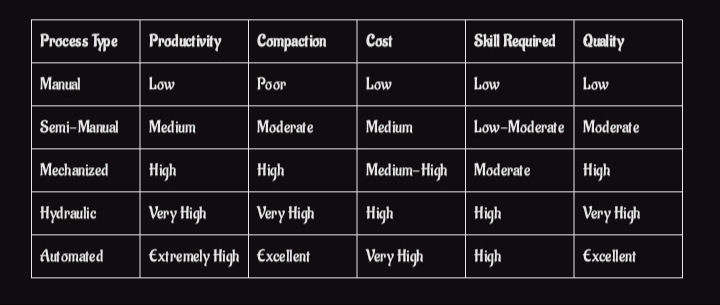 Process Type Productivity Compaction Cost Skill Required Quality
Manual Low Poor Low Low Low
Semi-Manual Medium Moderate Medium Low-Moderate Moderate
Mechanized High High Medium-High Moderate High
Hydraulic Very High Very High High High Very High
Automated Extremely High Excellent Very High High Excellent